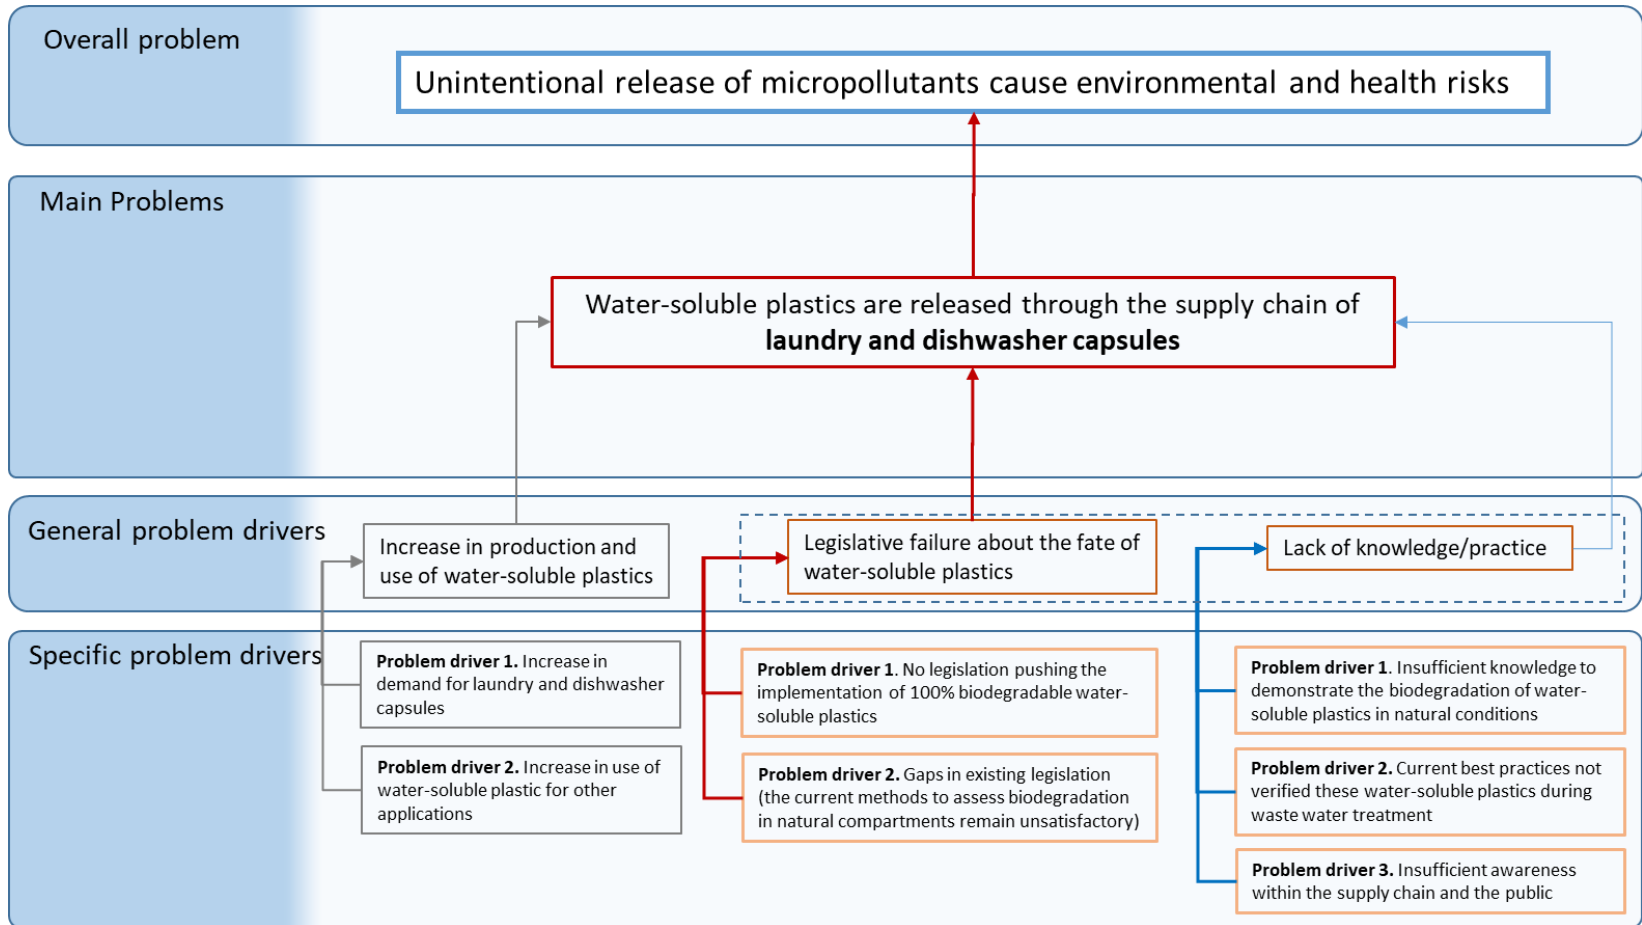 Overall problem
Unintentional release of micropollutants cause environmental and health risks
Main Problems
Water-soluble plastics are released through the supply chain of
laundry and dishwasher capsules
General problem drivers
Increase in production and
use of water-soluble plastics
Legislative failure about the fate of
water-soluble plastics
Lack of knowledge/practice
Specific problem drivers
Problem driver 1. Increase in
demand for laundry and dishwasher
capsules
Problem driver 2. Increase in use of
water-soluble plastic for other
applications
Problem driver 1. No legislation pushing the
implementation of 100% biodegradable water-
soluble plastics
Problem driver 2. Gaps in existing legislation
(the current methods to assess biodegradation
in natural compartments remain unsatisfactory)
Problem driver 1. Insufficient knowledge to
demonstrate the biodegradation of water-
soluble plastics in natural conditions
Problem driver 2. Current best practices not
verified these water-soluble plastics during
waste water treatment
Problem driver 3. Insufficient awareness
within the supply chain and the public